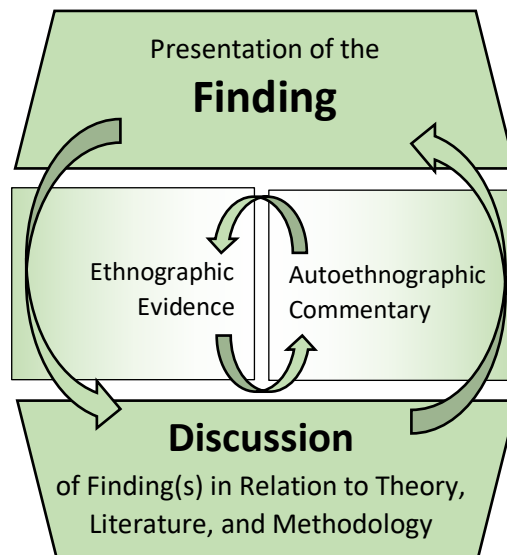 Presentation of the
Finding
Ethnographic
Evidence
Autoethnographic
Commentary
Discussion
of Finding(s) in Relation to Theory,
Literature, and Methodology